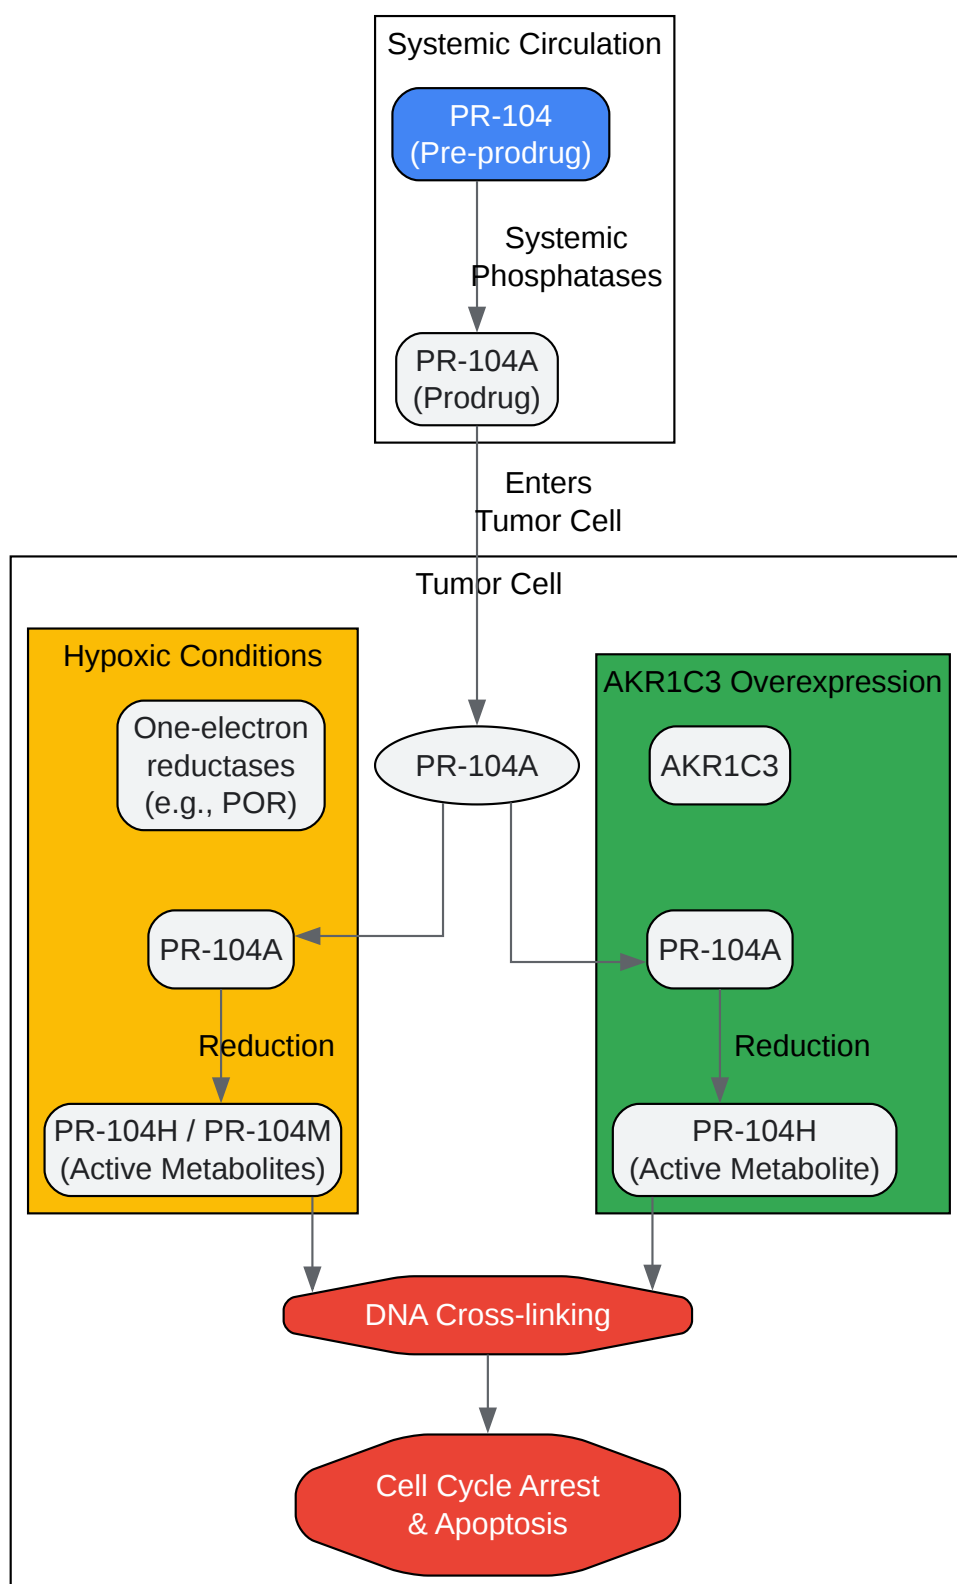 Systemic Circulation
PR-104
(Pre-prodrug)
Systemic
Phosphatases
PR-104A
(Prodrug)
Enters
Tumor Cell
Tumor Cell
Hypoxic Conditions
One-electron
reductases
(e.g., POR)
PR-104A
AKR1C3 Overexpression
AKR1C3
PR-104A
PR-104A
Reduction
Reduction
PR-104H / PR-104M
(Active Metabolites)
PR-104H
(Active Metabolite)
DNA Cross-linking
Cell Cycle Arrest
& Apoptosis